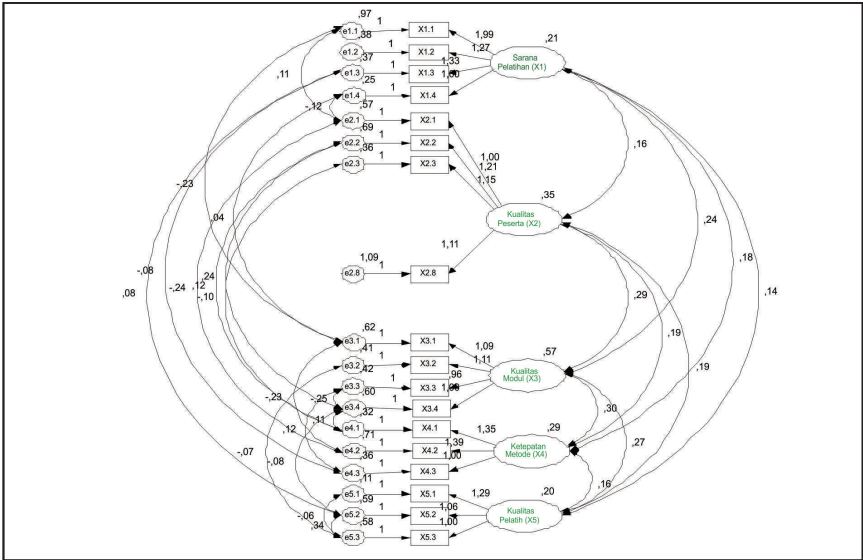 ,97
e1.1 1 X1.1
,38
e1.2 1 X1.2
,37
e1.3 1 X1.3
,25
e1.4 1 X1.4
,57
e2.1 1 X2.1
,69
e2.2 1 X2.2
,36
e2.3 1 X2.3
1,09
e2.8 1 X2.8
,62
e3.1 1 X3.1
,41
e3.2 1 X3.2
,42
e3.3 1 X3.3
,60
e3.4 1 X3.4
,32
e4.1 1 X4.1
,71
e4.2 1 X4.2
,36
e4.3 1 X4.3
,11
e5.1 1 X5.1
,59
e5.2 1 X5.2
,58
e5.3 1 X5.3
1,99
1,27
1,33
1,00
,21
Sarana
Pelatihan (X1)
1,00
1,21
1,15
1,11
,35
Kualitas
Peserta (X2)
1,09
1,11
,96
1,00
,57
Kualitas
Modul (X3)
1,35
1,39
1,00
,29
Ketepatan
Metode (X4)
1,29
1,06
1,00
,20
Kualitas
Pelatih (X5)
,16
,24
,18
,14
,29
,19
,19
,30
,27
,16
,11
-,12
-,23
,04
-,08
,08
-,24
,12
,24
-,10
-,23
-,25
,11
,12
-,07
-,08
-,06
,34